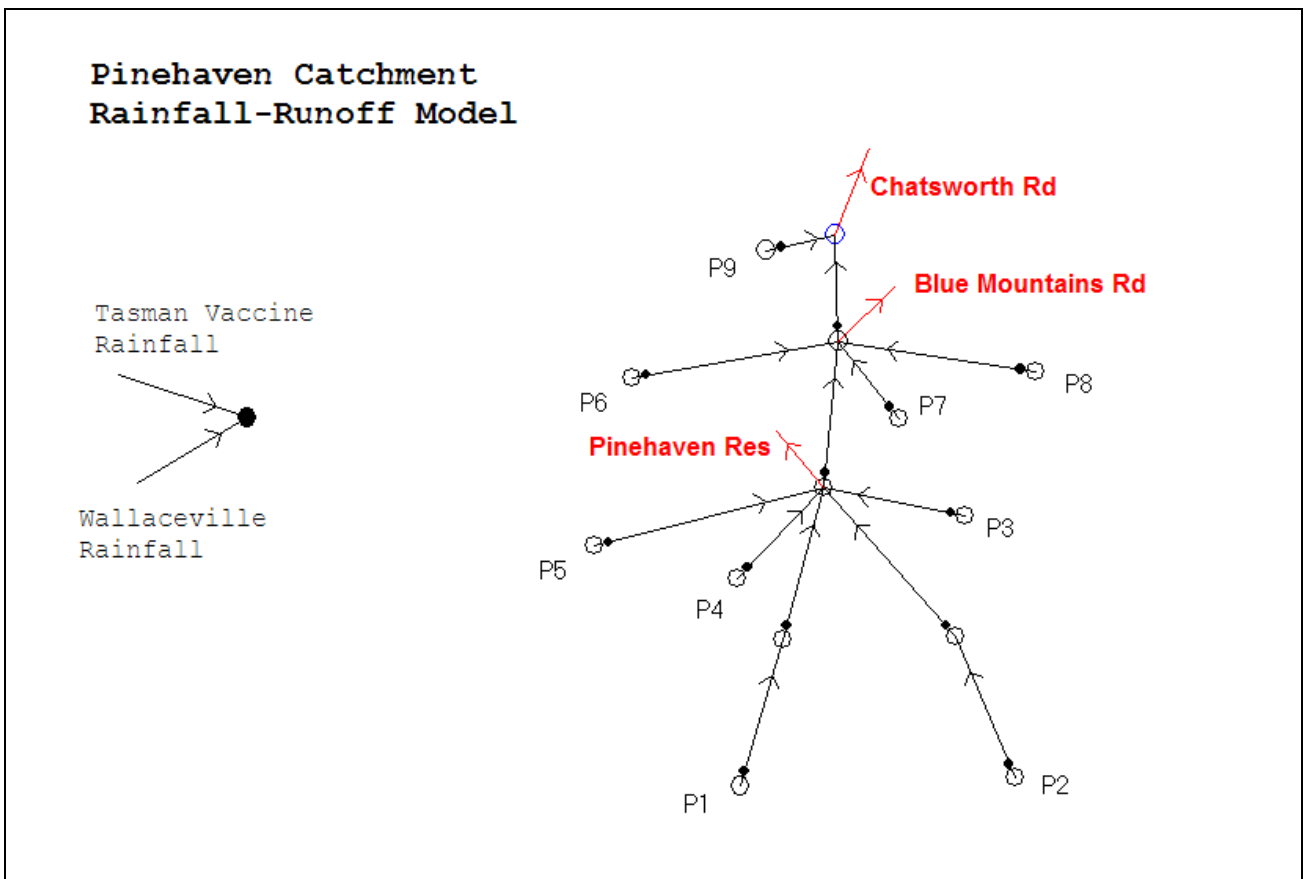 Pinehaven Catchment
Rainfall-Runoff Model
Chatsworth Rd
P9
Blue Mountains Rd
Tasman Vaccine
Rainfall
P6
P8
P7
Pinehaven Res
Wallaceville
Rainfall
P3
P5
P4
P2
P1